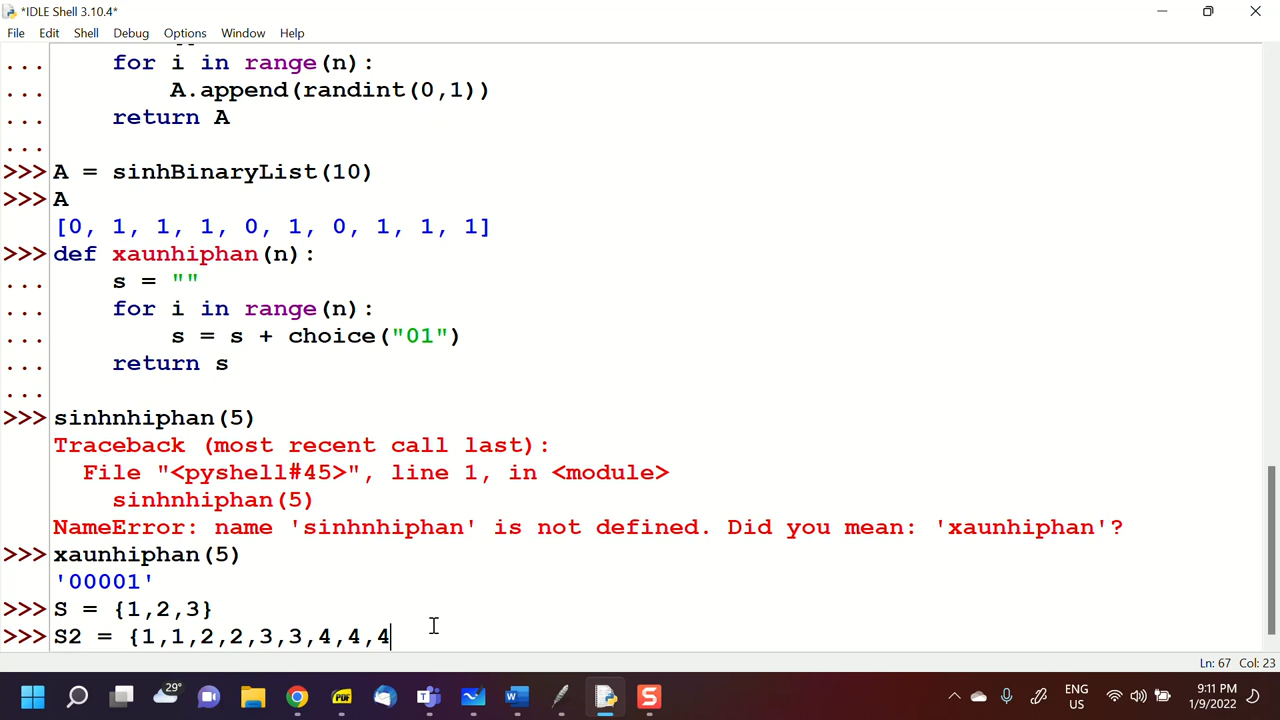 *IDLE Shell 3.10.4*
File Edit Shell Debug Options Window Help
... for i in range(n):
... A.append(randint(0,1))
... return A
...
>>> A = sinhBinaryList(10)
>>> A
[0, 1, 1, 1, 0, 1, 0, 1, 1, 1]
>>> def xaunhiphan(n):
... s = ""
... for i in range(n):
... s = s + choice("01")
... return s
...
>>> sinhnhiphan(5)
Traceback (most recent call last):
File "<pyshell#45>", line 1, in <module>
sinhnhiphan(5)
NameError: name 'sinhnhiphan' is not defined. Did you mean: 'xaunhiphan'?
>>> xaunhiphan(5)
'00001'
>>> S = {1,2,3}
>>> S2 = {1,1,2,2,3,3,4,4,4
Ln: 67 Col: 23
29°
PDF
ENG
US
9:11 PM
1/9/2022